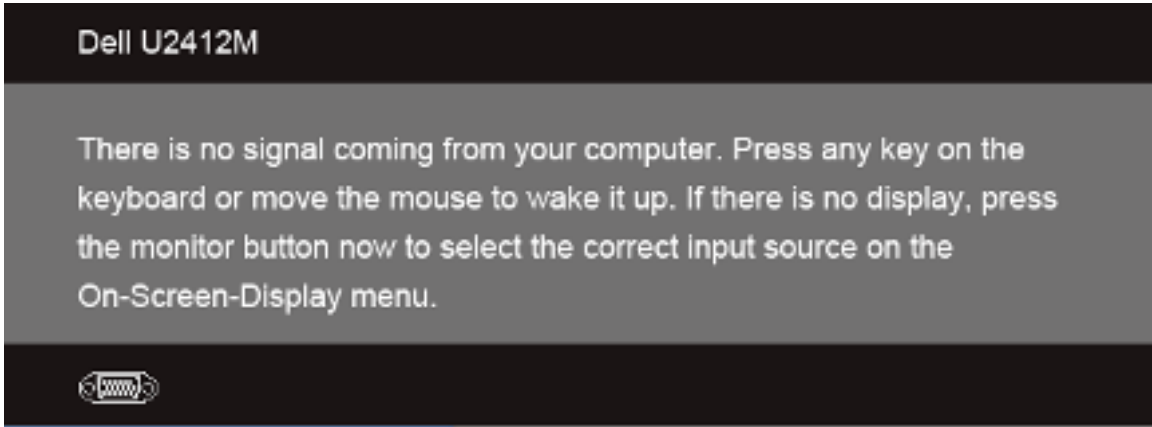 Dell U2412M
There is no signal coming from your computer. Press any key on the
keyboard or move the mouse to wake it up. If there is no display, press
the monitor button now to select the correct input source on the
On-Screen-Display menu.